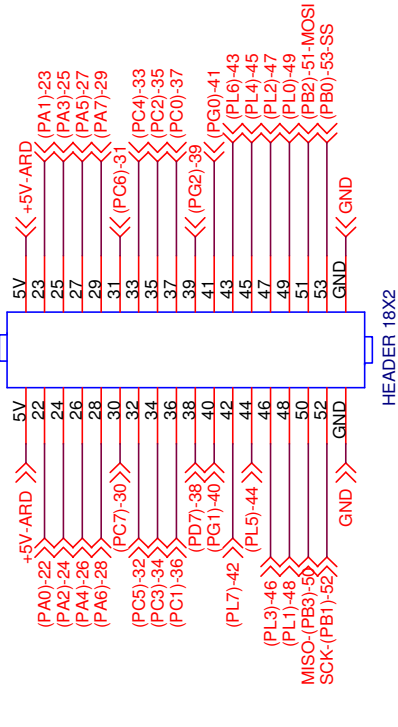 +5V-ARD
(PA1)-23
(PA3)-25
(PA5)-27
(PA7)-29
(PC6)-31
(PC4)-33
(PC2)-35
(PC0)-37
(PG2)-39
(PG0)-41
(PL6)-43
(PL4)-45
(PL2)-47
(PL0)-49
(PB2)-51-MOSI
(PB0)-53-SS
GND
5V
23
25
27
29
31
33
35
37
39
41
43
45
47
49
51
53
GND
HEADER 18X2
5V
22
24
26
28
30
32
34
36
38
40
42
44
46
48
50
52
GND
+5V-ARD
(PA0)-22
(PA2)-24
(PA4)-26
(PA6)-28
(PC7)-30
(PC5)-32
(PC3)-34
(PC1)-36
(PD7)-38
(PG1)-40
(PL7)-42
(PL5)-44
(PL3)-46
(PL1)-48
MISO-(PB3)-50
SCK-(PB1)-52
GND